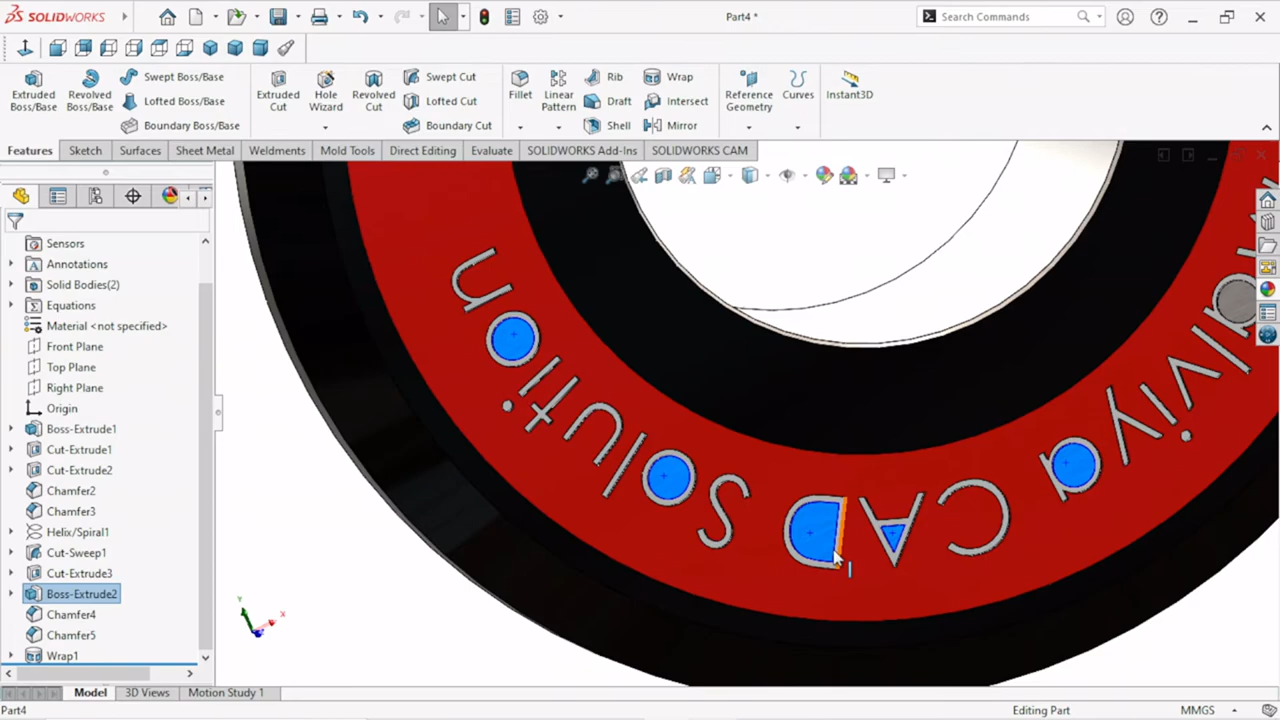 SOLIDWORKS
Part4 *
Search Commands
Extruded Boss/Base
Revolved Boss/Base
Swept Boss/Base
Lofted Boss/Base
Boundary Boss/Base
Extruded Cut
Hole Wizard
Revolved Cut
Swept Cut
Lofted Cut
Boundary Cut
Fillet
Linear Pattern
Rib
Draft
Shell
Wrap
Intersect
Mirror
Reference Geometry
Curves
Instant3D
Features
Sketch
Surfaces
Sheet Metal
Weldments
Mold Tools
Direct Editing
Evaluate
SOLIDWORKS Add-Ins
SOLIDWORKS CAM
Sensors
Annotations
Solid Bodies(2)
Equations
Material <not specified>
Front Plane
Top Plane
Right Plane
Origin
Boss-Extrude1
Cut-Extrude1
Cut-Extrude2
Chamfer2
Chamfer3
Helix/Spiral1
Cut-Sweep1
Cut-Extrude3
Boss-Extrude2
Chamfer4
Chamfer5
Wrap1
CAD Solution
Y
X
Model
3D Views
Motion Study 1
Part4
Editing Part
MMGS